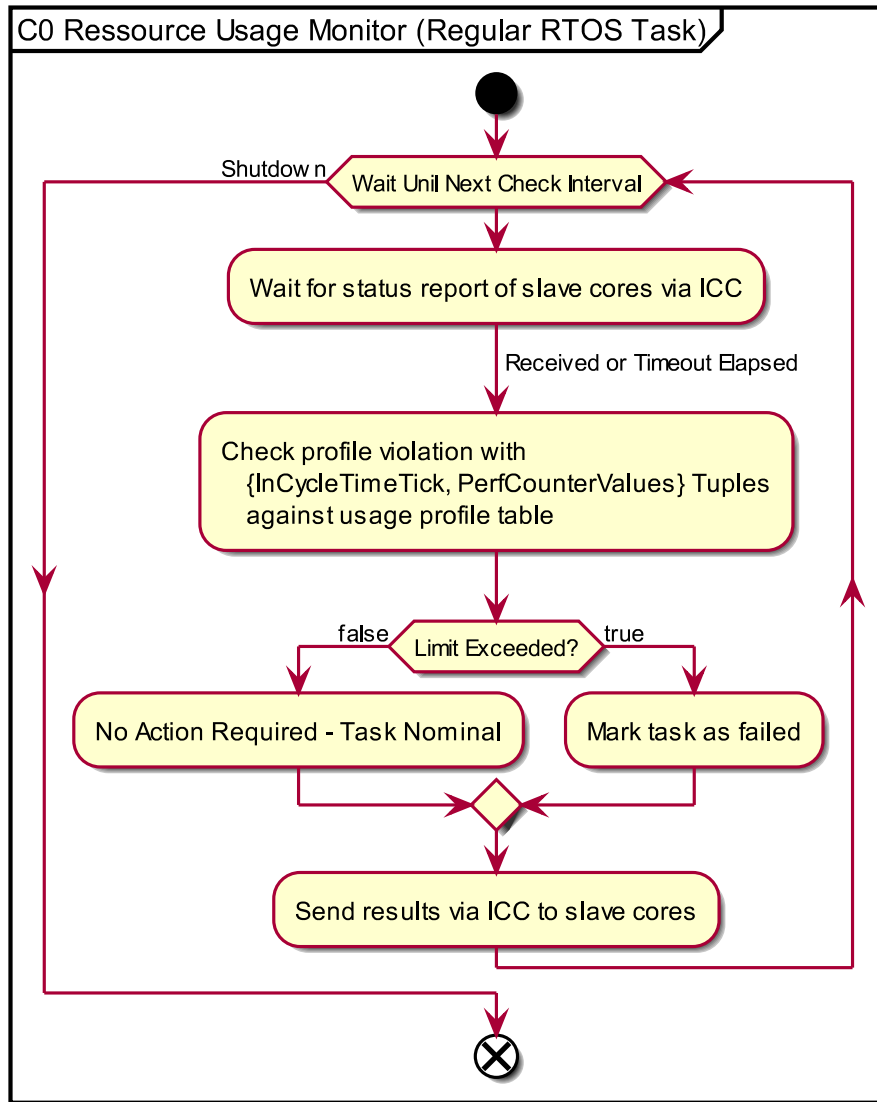 C0 Ressource Usage Monitor (Regular RTOS Task)
Shutdown
Wait Unil Next Check Interval
Wait for status report of slave cores via ICC
Received or Timeout Elapsed
Check profile violation with
{InCycleTimeTick, PerfCounterValues} Tuples
against usage profile table
false
Limit Exceeded?
true
No Action Required - Task Nominal
Mark task as failed
Send results via ICC to slave cores